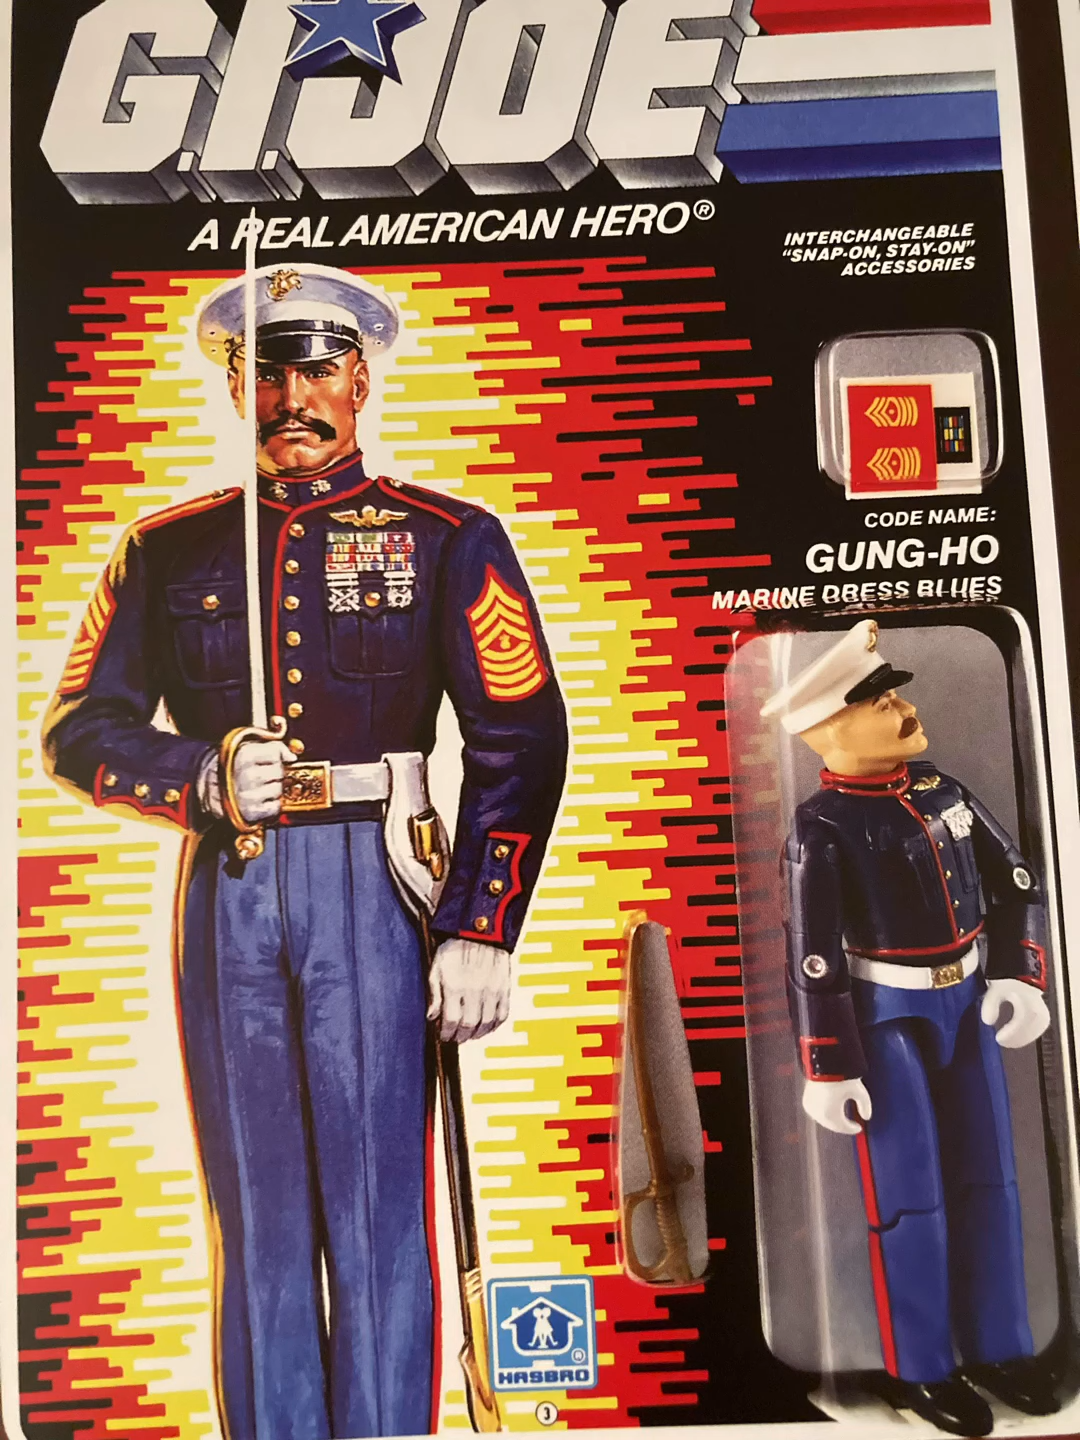 G.I. JOE
A REAL AMERICAN HERO®
INTERCHANGEABLE
"SNAP-ON, STAY-ON"
ACCESSORIES
CODE NAME:
GUNG-HO
MARINE DRESS BLUES
®
HASBRO
3